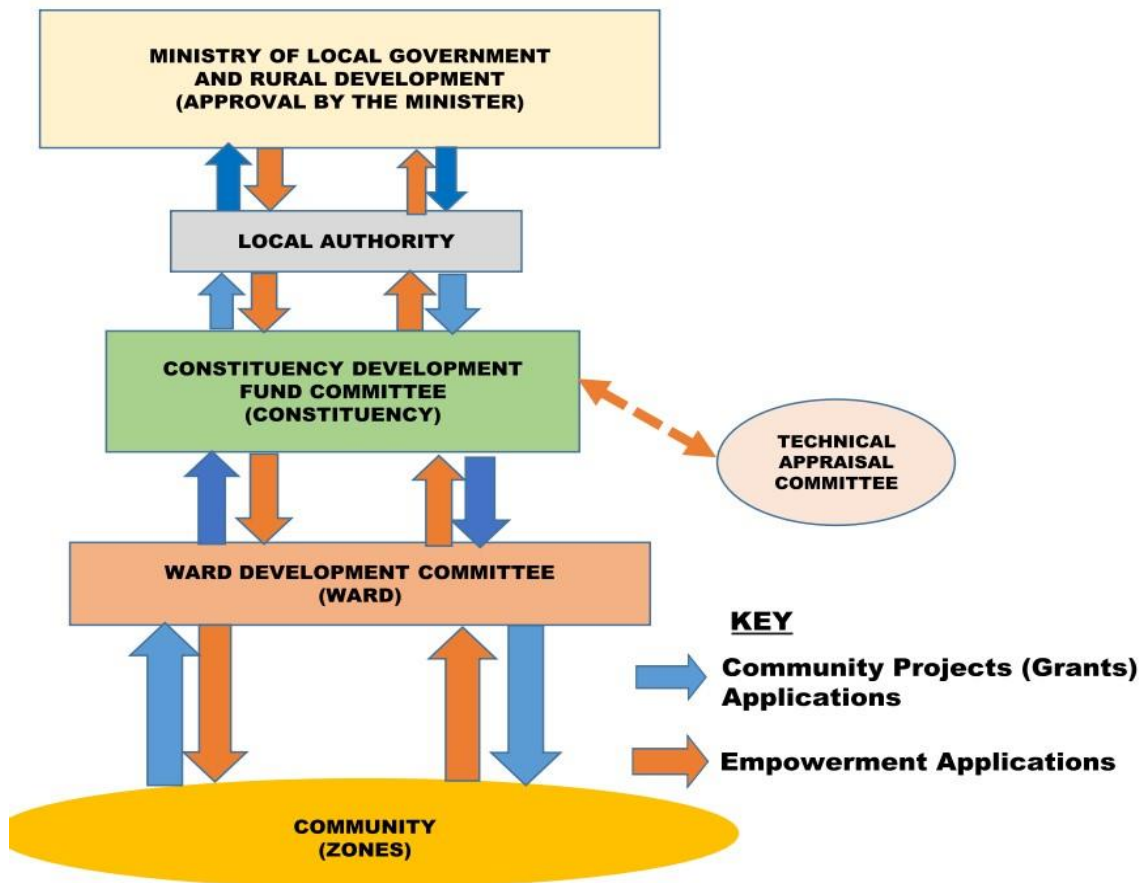 MINISTRY OF LOCAL GOVERNMENT
AND RURAL DEVELOPMENT
(APPROVAL BY THE MINISTER)
LOCAL AUTHORITY
CONSTITUENCY DEVELOPMENT
FUND COMMITTEE
(CONSTITUENCY)
TECHNICAL
APPRAISAL
COMMITTEE
WARD DEVELOPMENT COMMITTEE
(WARD)
KEY
Community Projects (Grants)
Applications
Empowerment Applications
COMMUNITY
(ZONES)